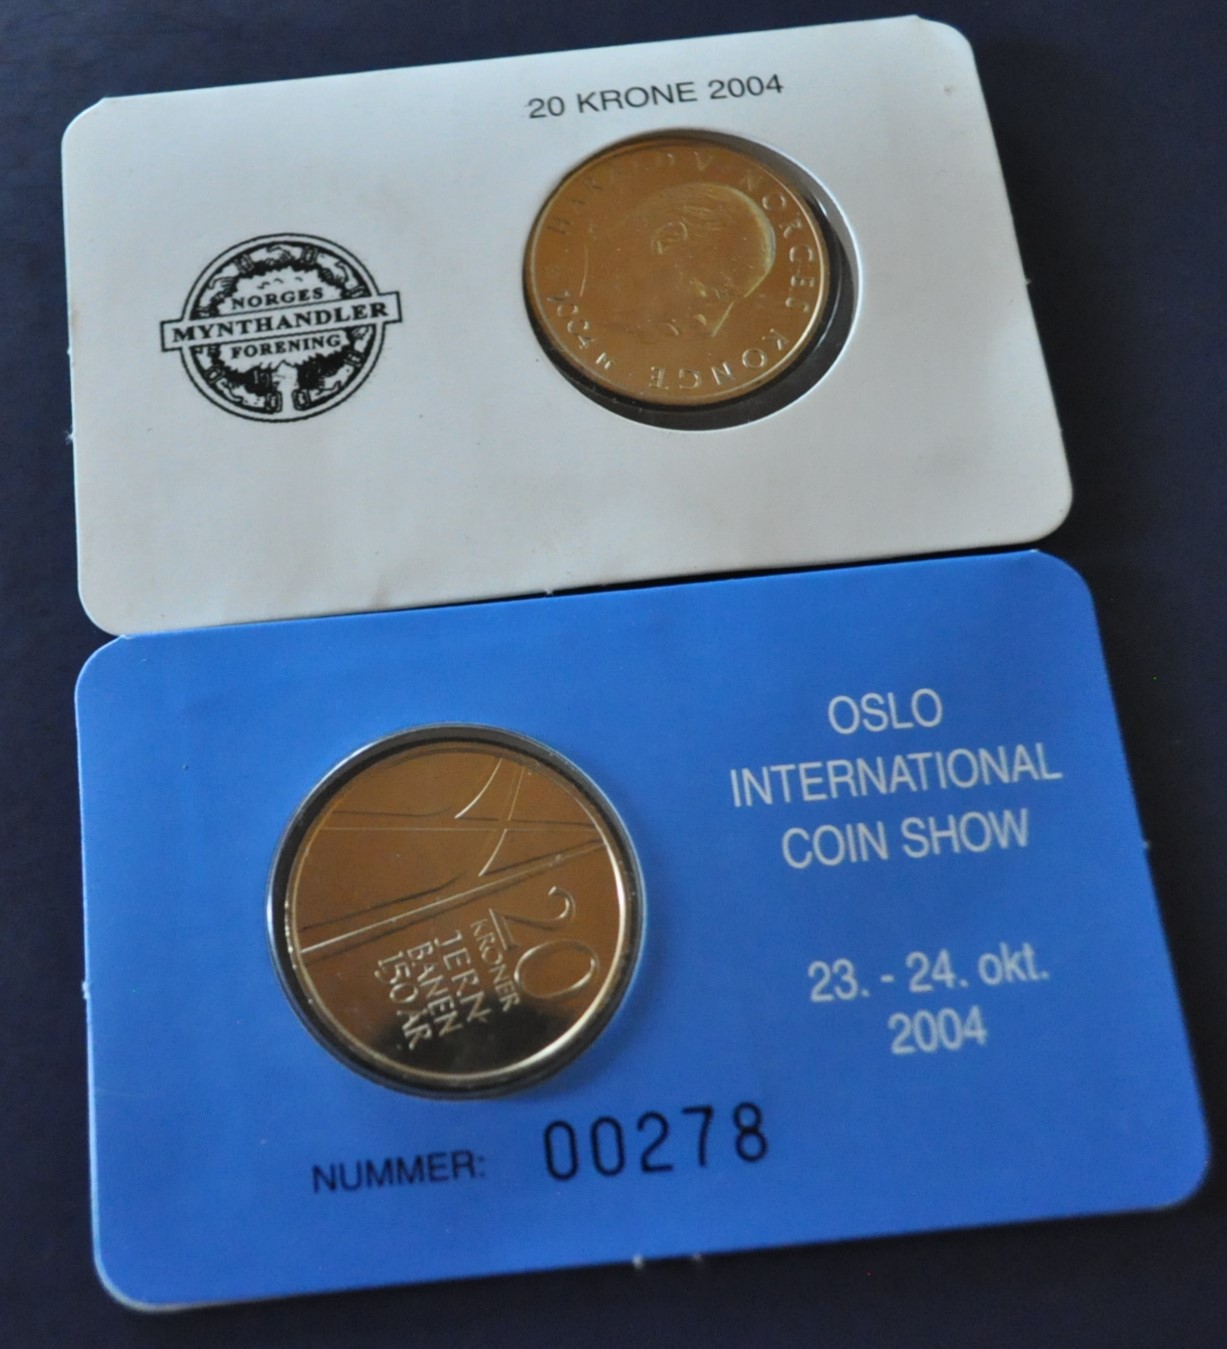 20 KRONE 2004
NORGES
MYNTHANDLER
FORENING
HARALD V · NORGES KONGE
2004
OSLO
INTERNATIONAL
COIN SHOW
23. - 24. okt.
2004
20
KRONER
JERN-
BANEN
150 ÅR
NUMMER: 00278